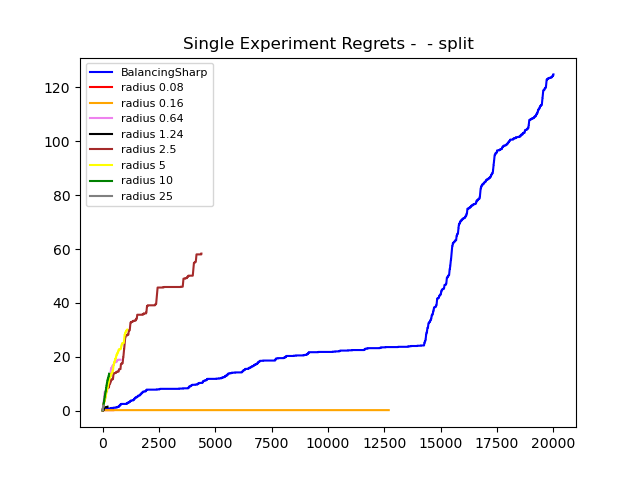 Single Experiment Regrets -  - split
BalancingSharp
radius 0.08
radius 0.16
radius 0.64
radius 1.24
radius 2.5
radius 5
radius 10
radius 25
120
100
80
60
40
20
0
0 2500 5000 7500 10000 12500 15000 17500 20000